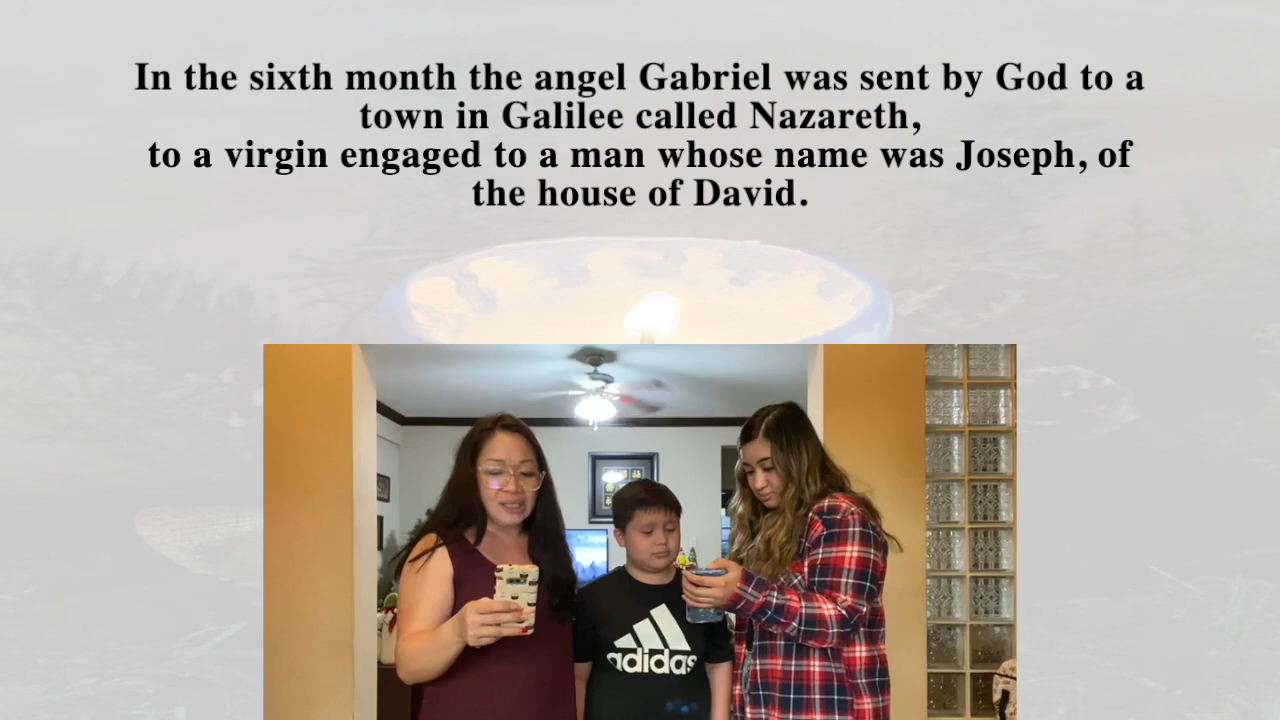 In the sixth month the angel Gabriel was sent by God to a
town in Galilee called Nazareth,
to a virgin engaged to a man whose name was Joseph, of
the house of David.
adidas